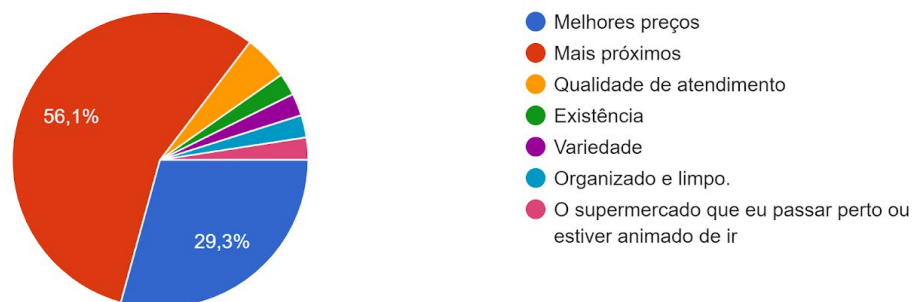 56,1%
29,3%
Melhores preços
Mais próximos
Qualidade de atendimento
Existência
Variedade
Organizado e limpo.
O supermercado que eu passar perto ou
estiver animado de ir